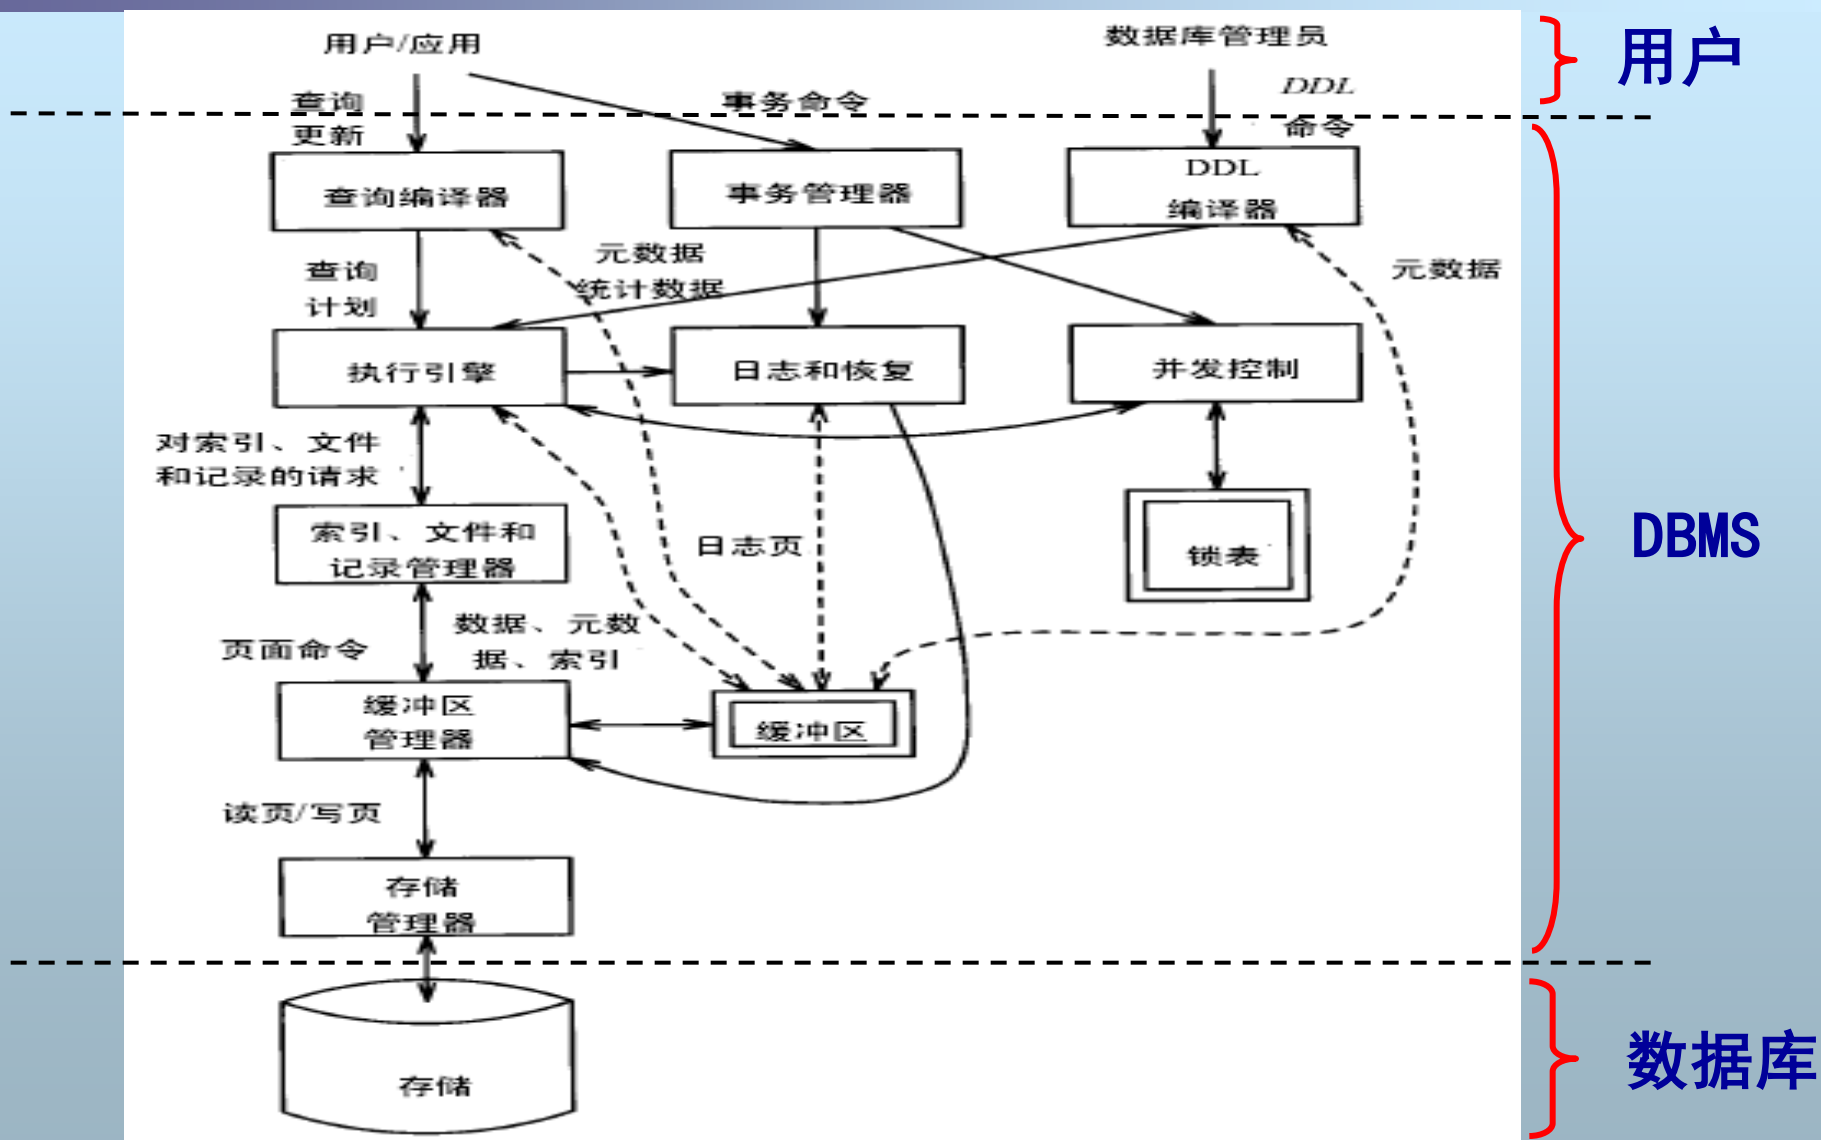 用户/应用
数据库管理员
用户
查询
更新
事务命令
DDL
命令
查询编译器
事务管理器
DDL
编译器
查询
计划
元数据
统计数据
元数据
执行引擎
日志和恢复
并发控制
对索引、文件
和记录的请求
索引、文件和
记录管理器
日志页
锁表
DBMS
页面命令
数据、元数
据、索引
缓冲区
管理器
缓冲区
读页/写页
存储
管理器
存储
数据库